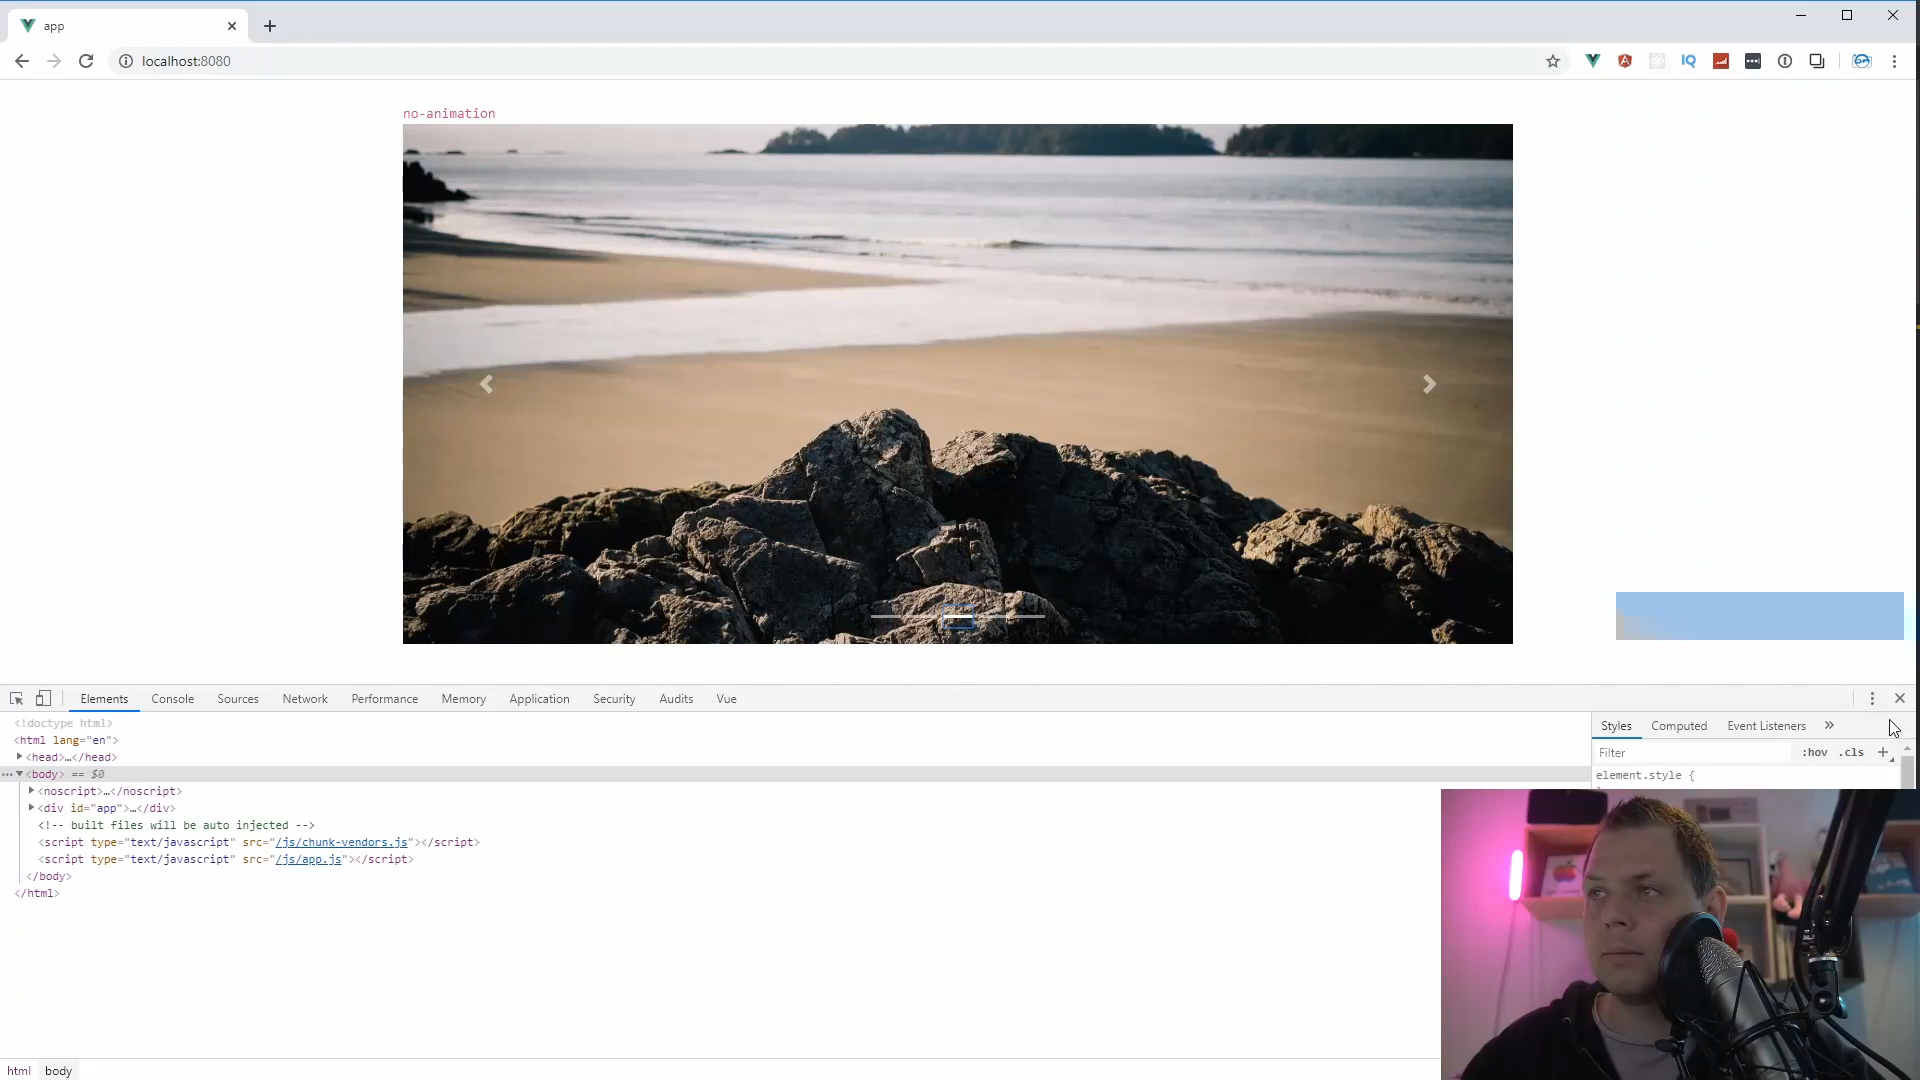 app
localhost:8080
IQ
no-animation
Elements Console Sources Network Performance Memory Application Security Audits Vue
<!doctype html>
<html lang="en">
<head>…</head>
<body> == $0
<noscript>…</noscript>
<div id="app">…</div>
<!-- built files will be auto injected -->
<script type="text/javascript" src="/js/chunk-vendors.js"></script>
<script type="text/javascript" src="/js/app.js"></script>
</body>
</html>
Styles Computed Event Listeners »
Filter :hov .cls +
element.style {
html body